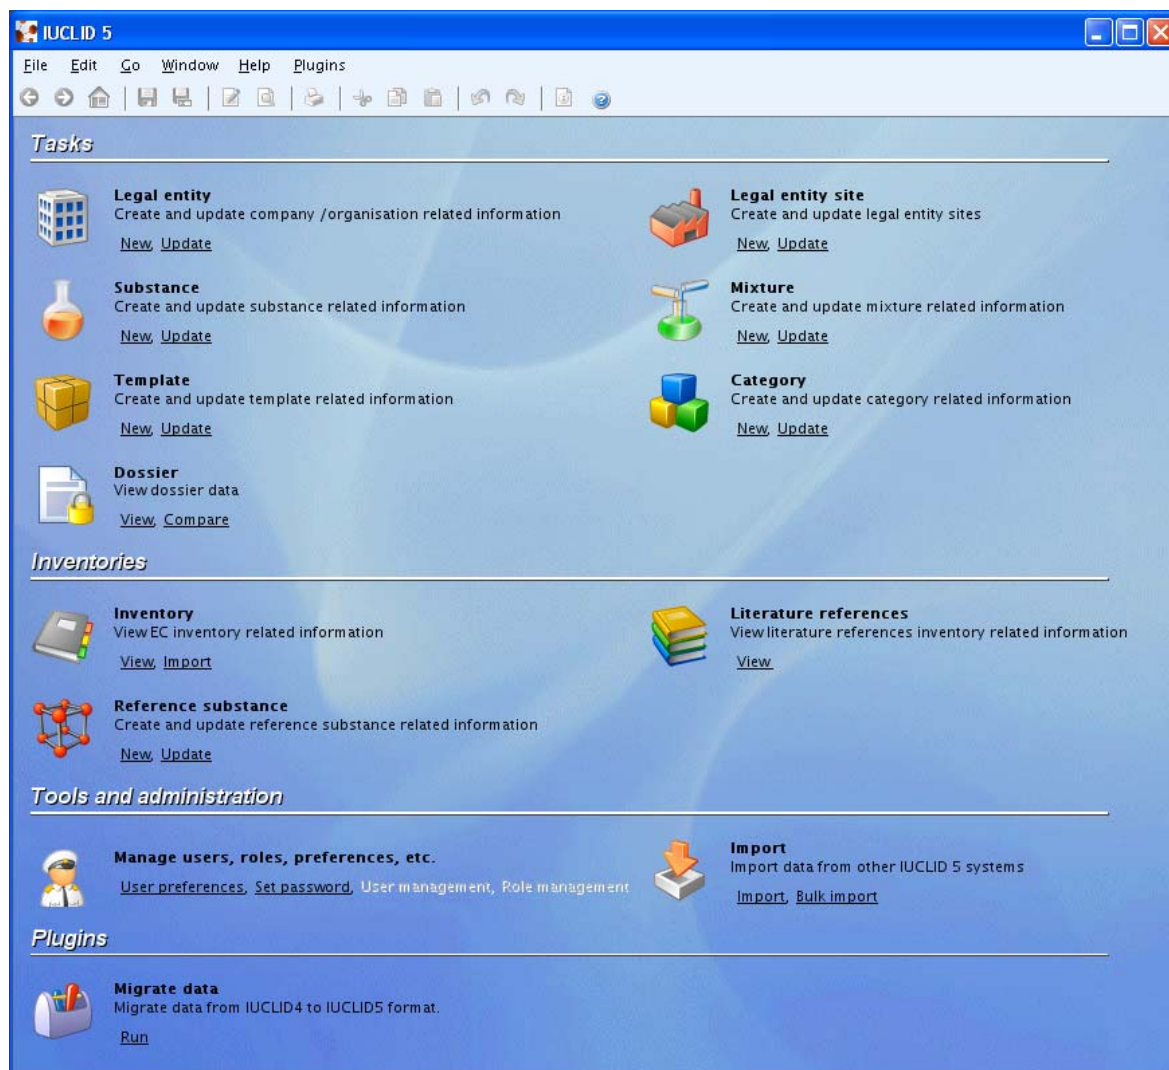 IUCLID 5
File Edit Go Window Help Plugins
Tasks
Legal entity
Create and update company /organisation related information
New, Update
Legal entity site
Create and update legal entity sites
New, Update
Substance
Create and update substance related information
New, Update
Mixture
Create and update mixture related information
New, Update
Template
Create and update template related information
New, Update
Category
Create and update category related information
New, Update
Dossier
View dossier data
View, Compare
Inventories
Inventory
View EC inventory related information
View, Import
Literature references
View literature references inventory related information
View
Reference substance
Create and update reference substance related information
New, Update
Tools and administration
Manage users, roles, preferences, etc.
User preferences, Set password, User management, Role management
Import
Import data from other IUCLID 5 systems
Import, Bulk import
Plugins
Migrate data
Migrate data from IUCLID4 to IUCLID5 format.
Run